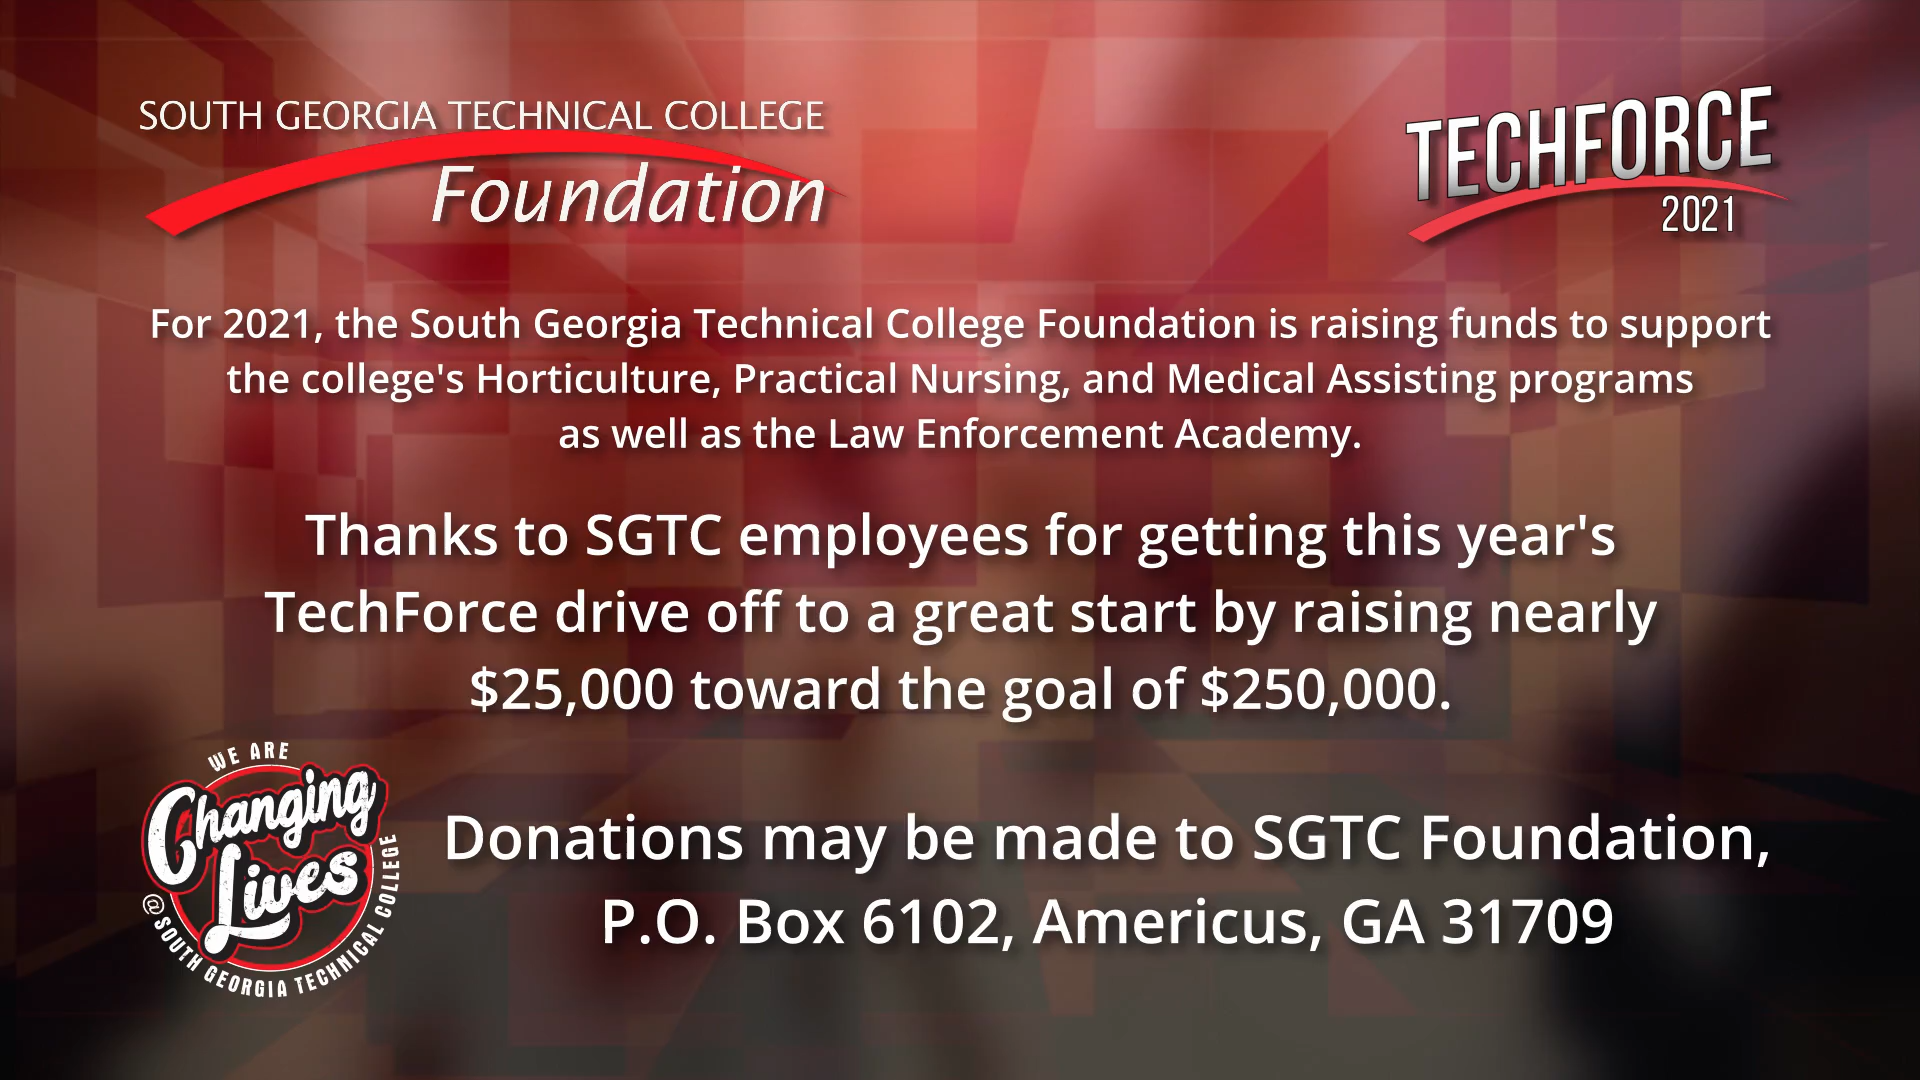 SOUTH GEORGIA TECHNICAL COLLEGE
Foundation
TECHFORCE
2021
For 2021, the South Georgia Technical College Foundation is raising funds to support
the college's Horticulture, Practical Nursing, and Medical Assisting programs
as well as the Law Enforcement Academy.
Thanks to SGTC employees for getting this year's
TechForce drive off to a great start by raising nearly
$25,000 toward the goal of $250,000.
WE ARE
Changing
Lives
@SOUTH GEORGIA TECHNICAL COLLEGE
Donations may be made to SGTC Foundation,
P.O. Box 6102, Americus, GA 31709